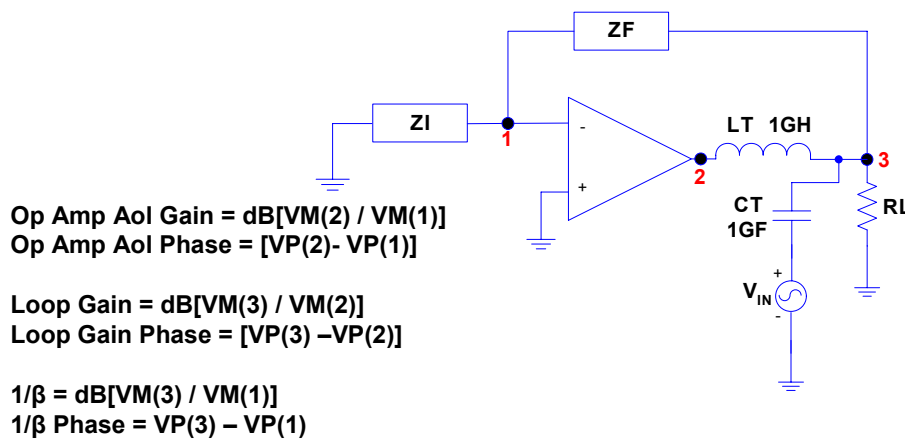 ZF
ZI
1
-
+
2
LT 1GH
3
CT
1GF
RL
+
VIN
-
Op Amp Aol Gain = dB[VM(2) / VM(1)]
Op Amp Aol Phase = [VP(2)- VP(1)]
Loop Gain = dB[VM(3) / VM(2)]
Loop Gain Phase = [VP(3) –VP(2)]
1/β = dB[VM(3) / VM(1)]
1/β Phase = VP(3) – VP(1)